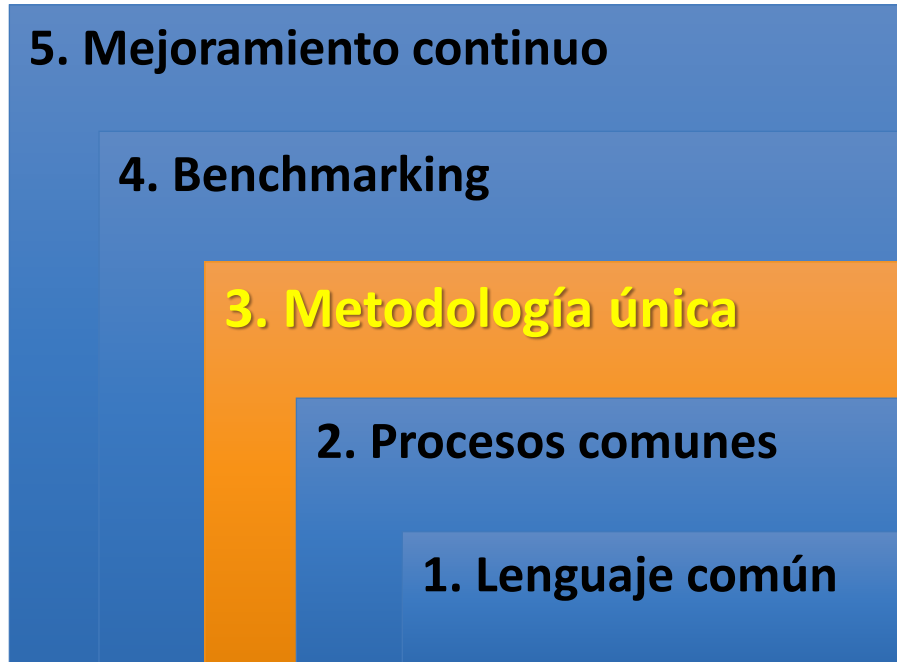 5. Mejoramiento continuo
4. Benchmarking
3. Metodología única
2. Procesos comunes
1. Lenguaje común